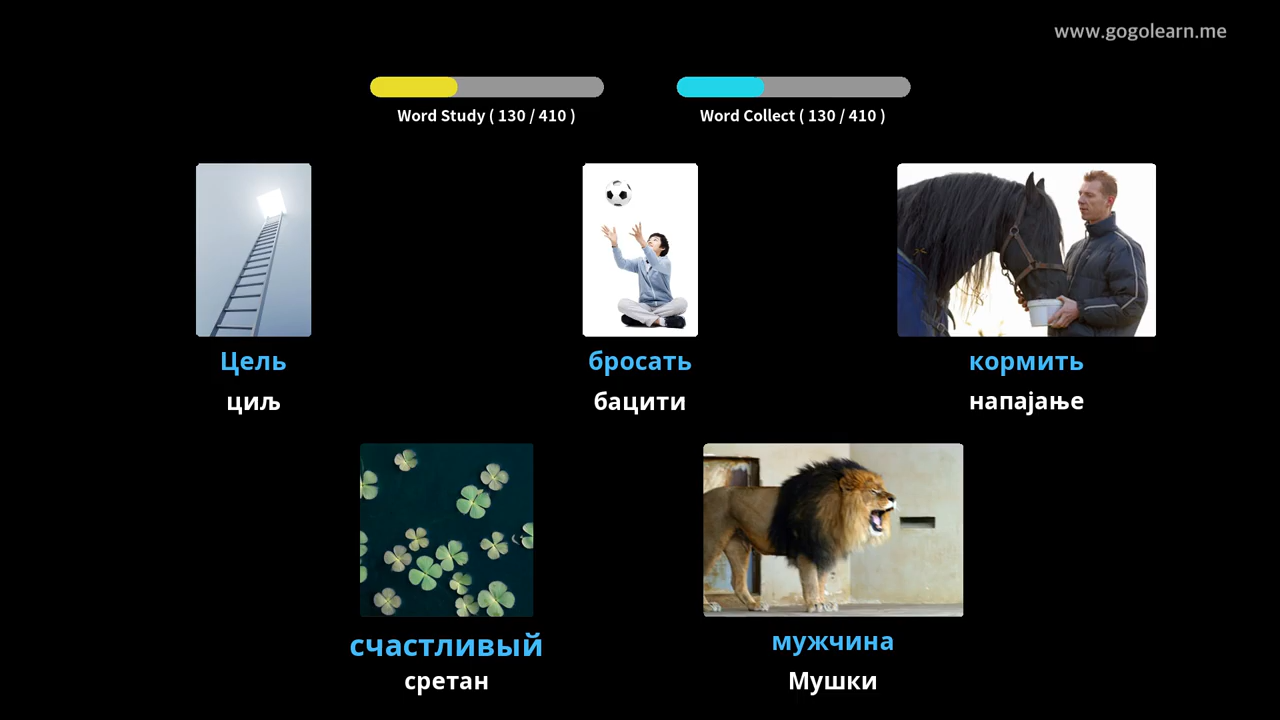 www.gogolearn.me
Word Study ( 130 / 410 )
Word Collect ( 130 / 410 )
Цель
циљ
бросать
бацити
кормить
напајање
счастливый
сретан
мужчина
Мушки